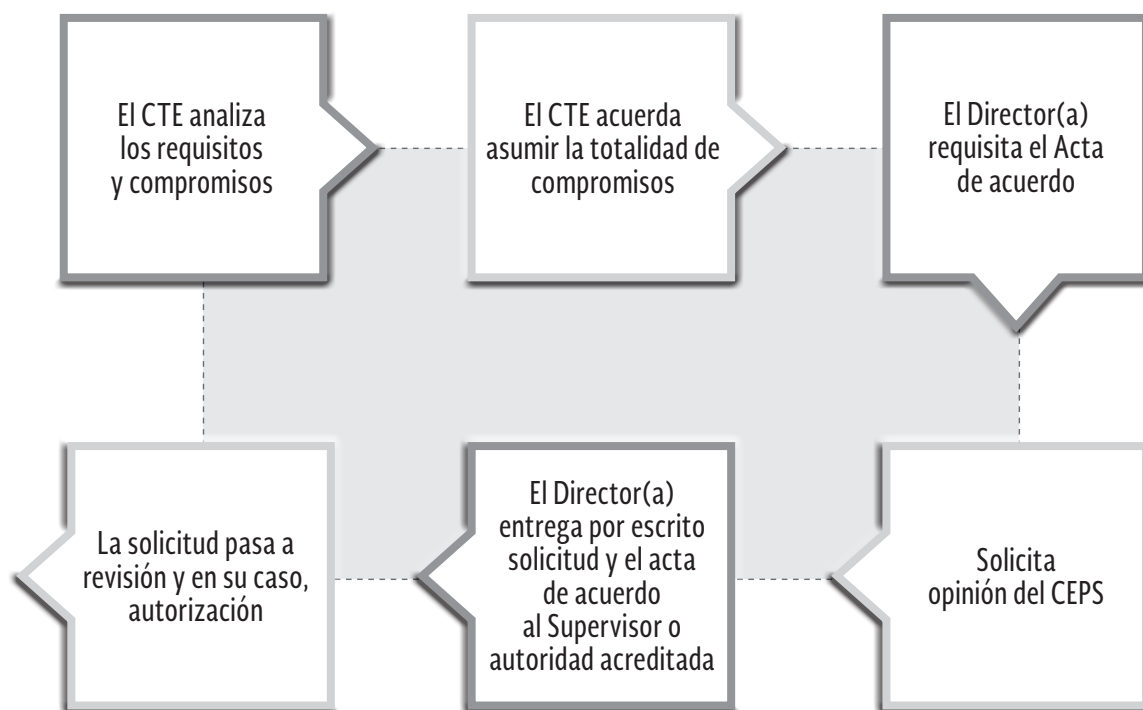 El CTE analiza
los requisitos
y compromisos
El CTE acuerda
asumir la totalidad de
compromisos
El Director(a)
requisita el Acta
de acuerdo
Solicita
opinión del CEPS
El Director(a)
entrega por escrito
solicitud y el acta
de acuerdo
al Supervisor o
autoridad acreditada
La solicitud pasa a
revisión y en su caso,
autorización